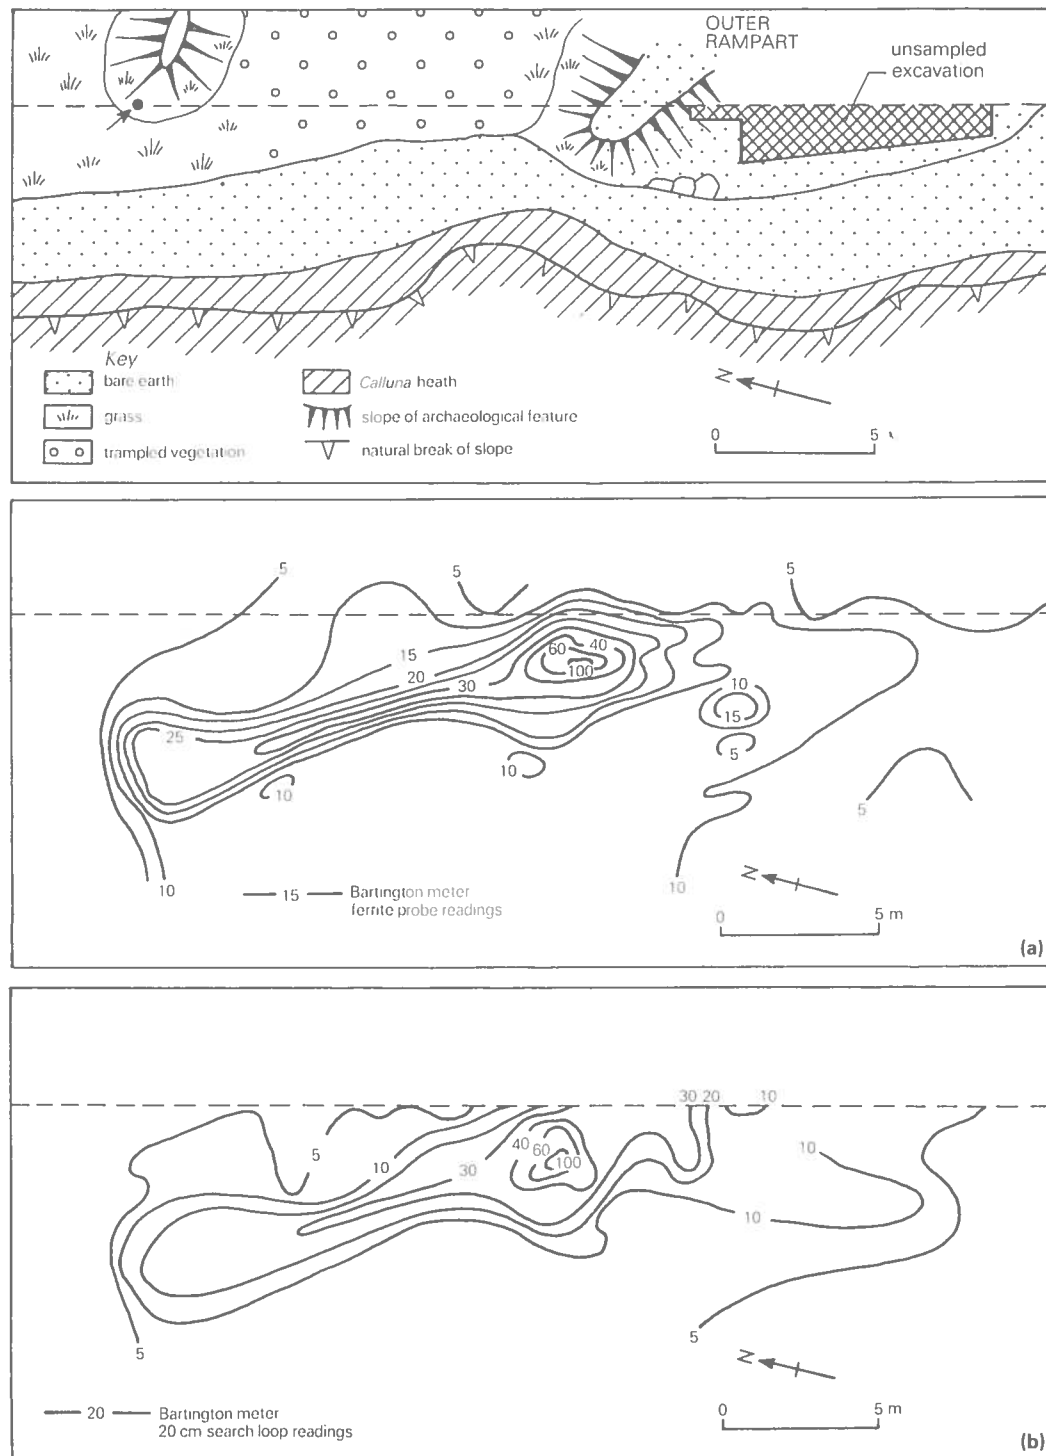 OUTER
RAMPART
unsampled
excavation
Key
bare earth
grass
trampled vegetation
Calluna heath
slope of archaeological feature
natural break of slope
N
0 5
5
5
5
15
60 40
20
100
30
10
25
15
10
5
10
5
10
10
N
15 Bartington meter
ferrite probe readings
0 5 m
(a)
30 20 10
40 60
5
10
100
30
10
10
5
5
N
20 Bartington meter
20 cm search loop readings
0 5 m
(b)